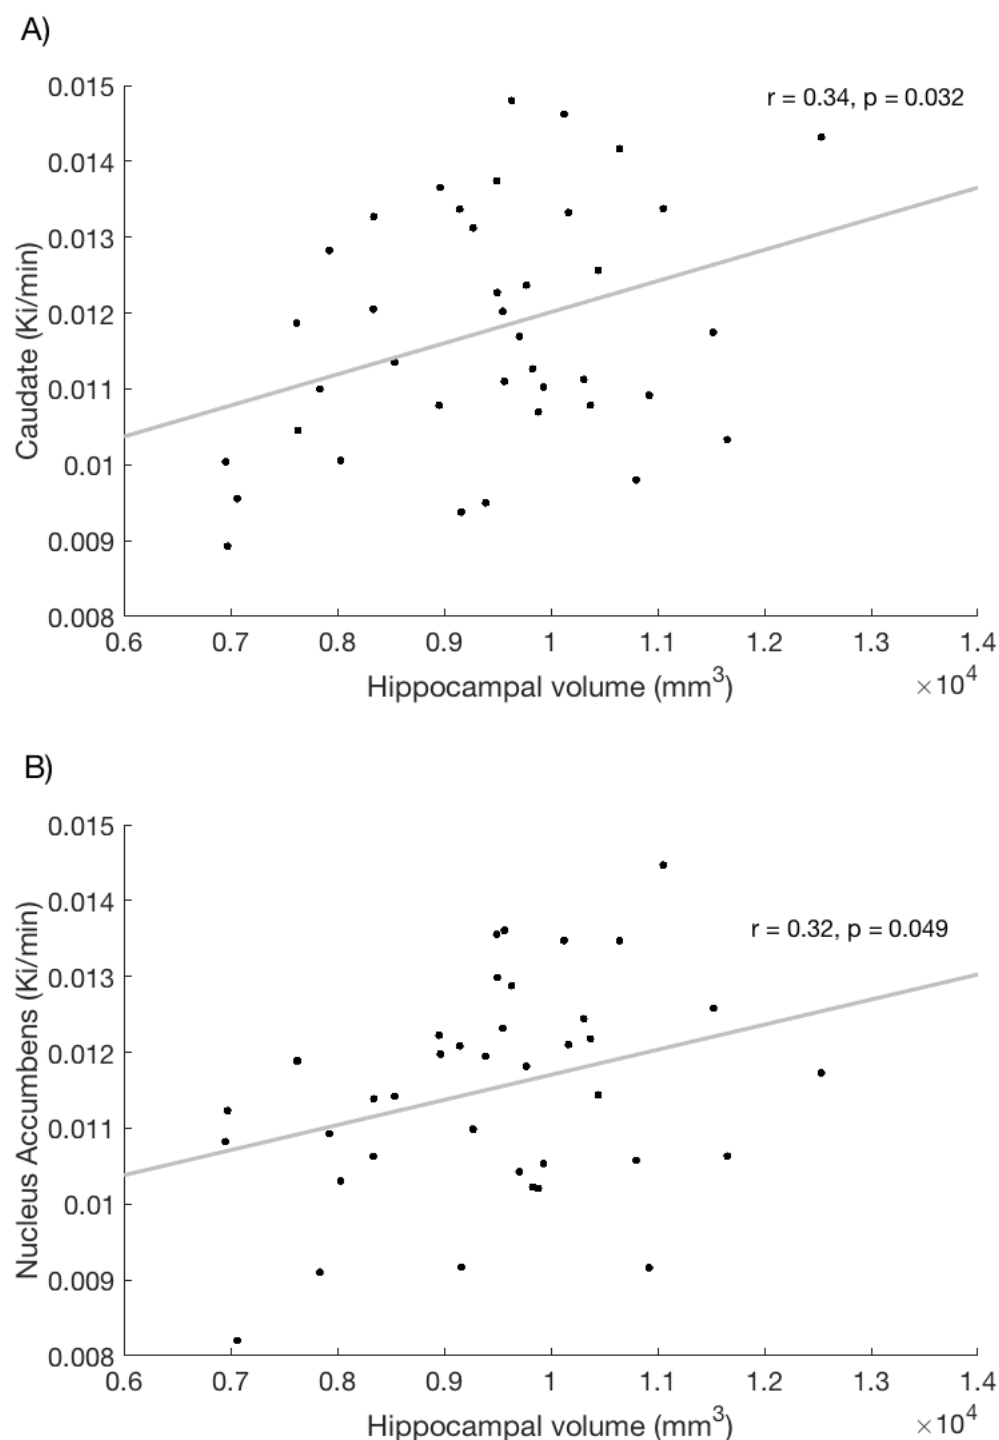 A)
0.015
r = 0.34, p = 0.032
0.014
0.013
0.012
0.011
0.01
0.009
0.008
Caudate (Ki/min)
0.6 0.7 0.8 0.9 1 1.1 1.2 1.3 1.4
Hippocampal volume (mm³)
×10⁴
B)
0.015
0.014
r = 0.32, p = 0.049
0.013
0.012
0.011
0.01
0.009
0.008
Nucleus Accumbens (Ki/min)
0.6 0.7 0.8 0.9 1 1.1 1.2 1.3 1.4
Hippocampal volume (mm³)
×10⁴